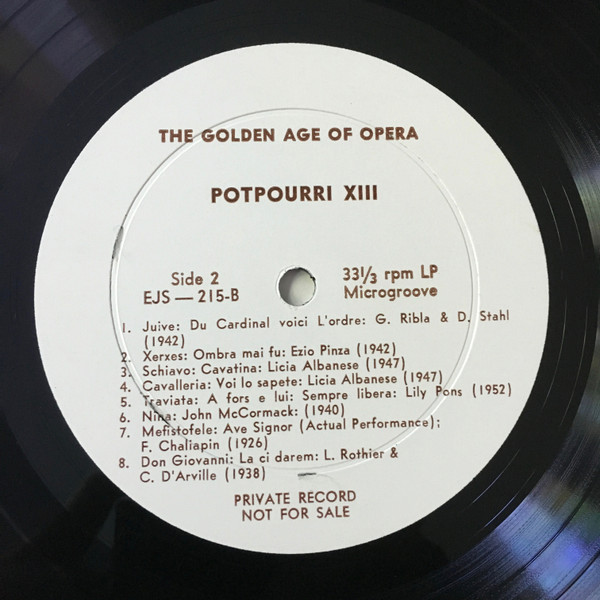 THE GOLDEN AGE OF OPERA
POTPOURRI XIII
Side 2
EJS — 215-B
33 1/3 rpm LP
Microgroove
1. Juive: Du Cardinal voici L'ordre: G. Ribla & D. Stahl
(1942)
2. Xerxes: Ombra mai fu: Ezio Pinza (1942)
3. Schiavo: Cavatina: Licia Albanese (1947)
4. Cavalleria: Voi lo sapete: Licia Albanese (1947)
5. Traviata: A fors e lui: Sempre libera: Lily Pons (1952)
6. Nina: John McCormack: (1940)
7. Mefistofele: Ave Signor (Actual Performance);
F. Chaliapin (1926)
8. Don Giovanni: La ci darem: L. Rothier &
C. D'Arville (1938)
PRIVATE RECORD
NOT FOR SALE